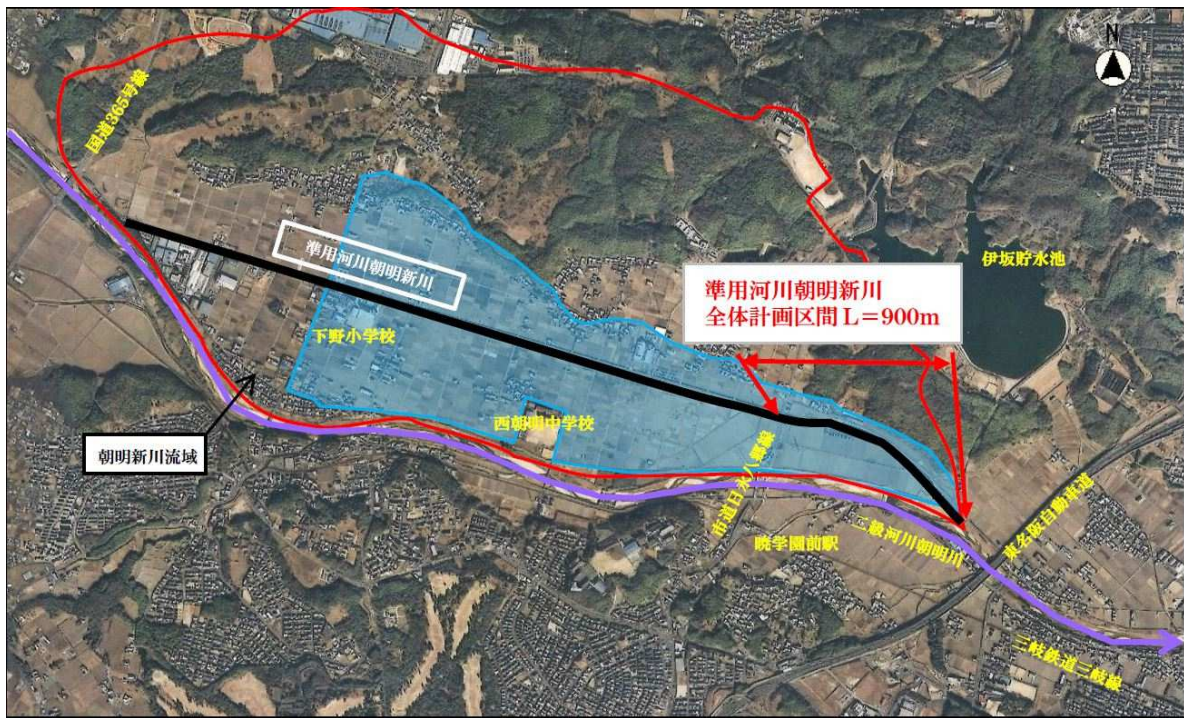 N
国道365号線
準用河川朝明新川
伊坂貯水池
準用河川朝明新川
全体計画区間L=900m
下野小学校
西朝明中学校
朝明新川流域
市道日永八郷線
暁学園前駅
二級河川朝明川
東名阪自動車道
三岐鉄道三岐線